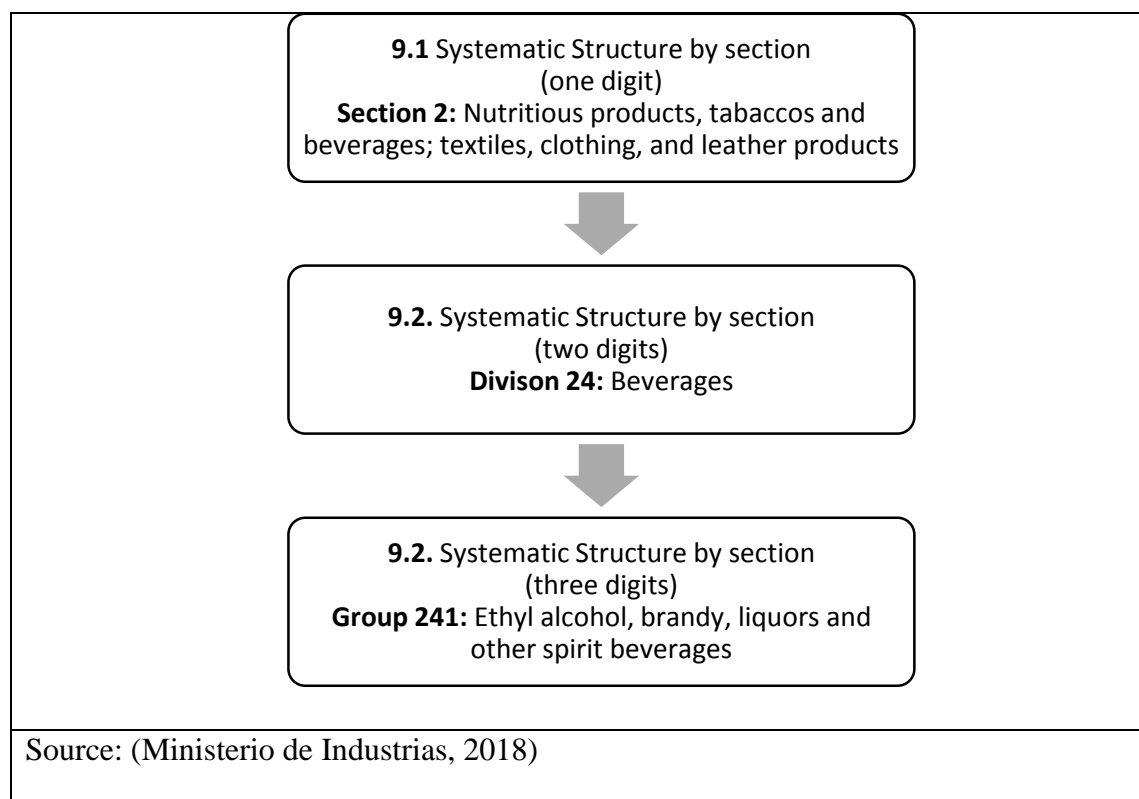 9.1 Systematic Structure by section
(one digit)
Section 2: Nutritious products, tabaccos and
beverages; textiles, clothing, and leather products
9.2. Systematic Structure by section
(two digits)
Divison 24: Beverages
9.2. Systematic Structure by section
(three digits)
Group 241: Ethyl alcohol, brandy, liquors and
other spirit beverages
Source: (Ministerio de Industrias, 2018)